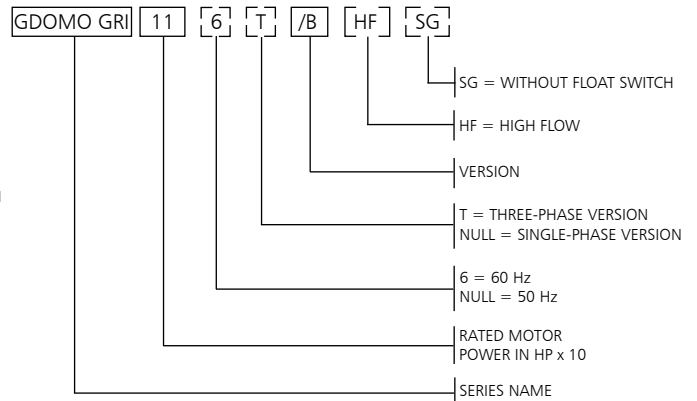 GDOMO GRI 11 6 T /B HF SG
SG = WITHOUT FLOAT SWITCH
HF = HIGH FLOW
VERSION
T = THREE-PHASE VERSION
NULL = SINGLE-PHASE VERSION
6 = 60 Hz
NULL = 50 Hz
RATED MOTOR
POWER IN HP x 10
SERIES NAME